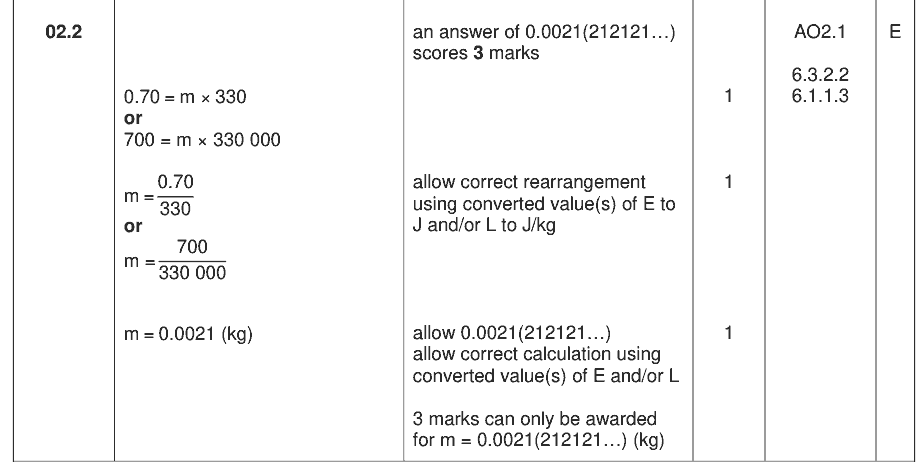 02.2
an answer of 0.0021(212121…)
scores 3 marks
AO2.1
E
6.3.2.2
6.1.1.3
0.70 = m × 330
or
700 = m × 330 000
1
m = 0.70
330
or
m = 700
330 000
allow correct rearrangement
using converted value(s) of E to
J and/or L to J/kg
1
m = 0.0021 (kg)
allow 0.0021(212121…)
allow correct calculation using
converted value(s) of E and/or L
1
3 marks can only be awarded
for m = 0.0021(212121…) (kg)